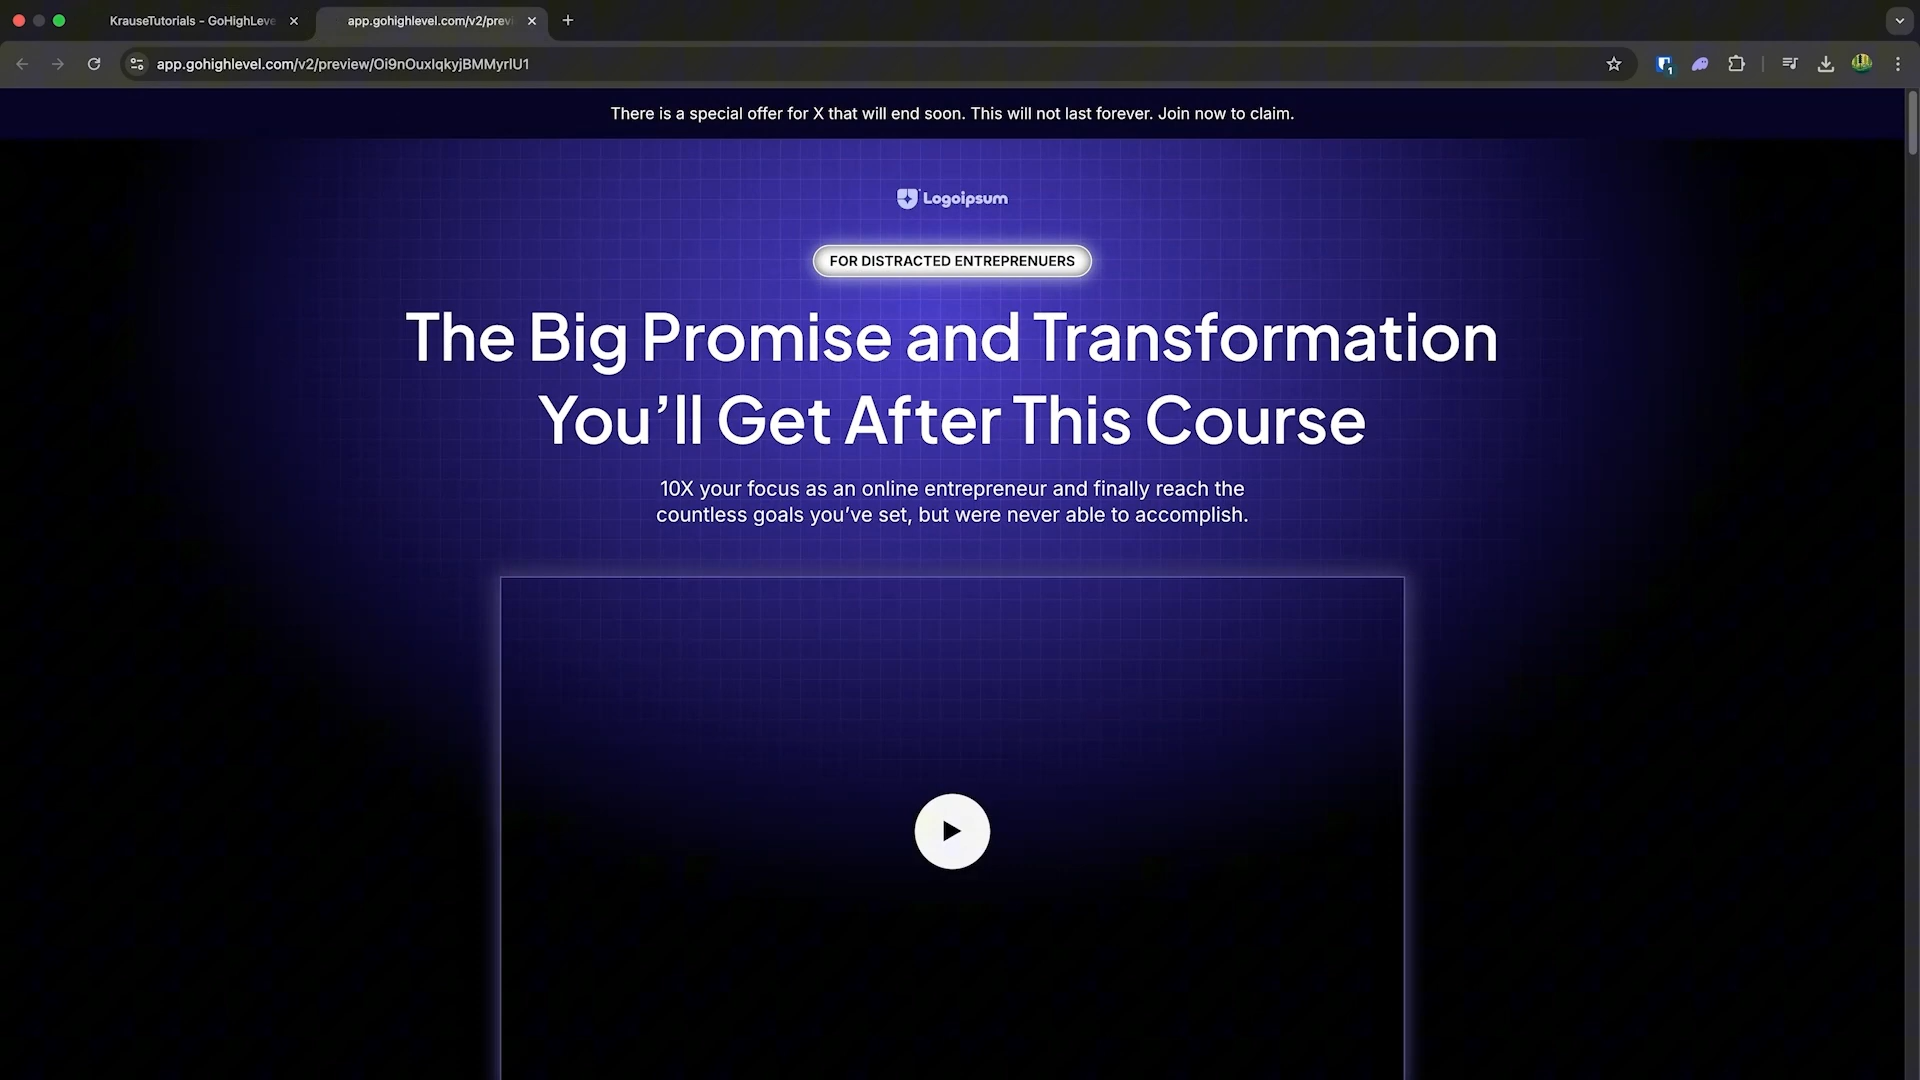 KrauseTutorials - GoHighLeve
app.gohighlevel.com/v2/previ
app.gohighlevel.com/v2/preview/Oi9nOuxIqkyjBMMyrIU1
1
There is a special offer for X that will end soon. This will not last forever. Join now to claim.
Logoipsum
FOR DISTRACTED ENTREPRENUERS
The Big Promise and Transformation
You’ll Get After This Course
10X your focus as an online entrepreneur and finally reach the
countless goals you’ve set, but were never able to accomplish.